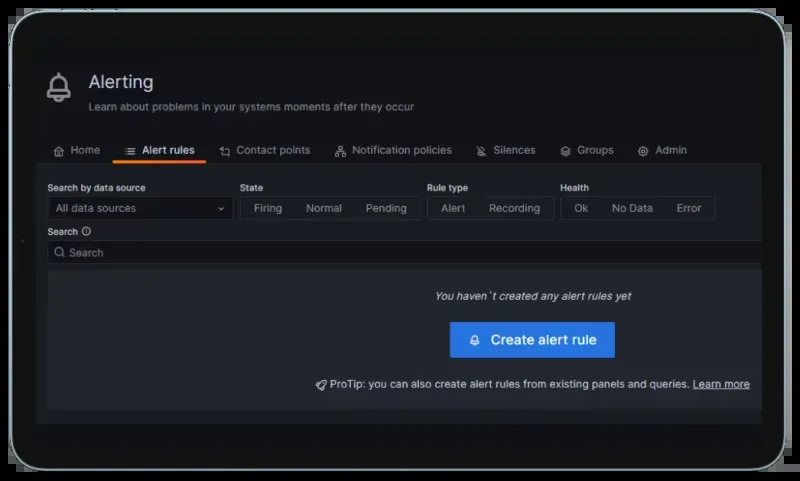 Alerting
Learn about problems in your systems moments after they occur
Home Alert rules Contact points Notification policies Silences Groups Admin
Search by data source State Rule type Health
All data sources Firing Normal Pending Alert Recording Ok No Data Error
Search
Search
You haven`t created any alert rules yet
Create alert rule
ProTip: you can also create alert rules from existing panels and queries. Learn more